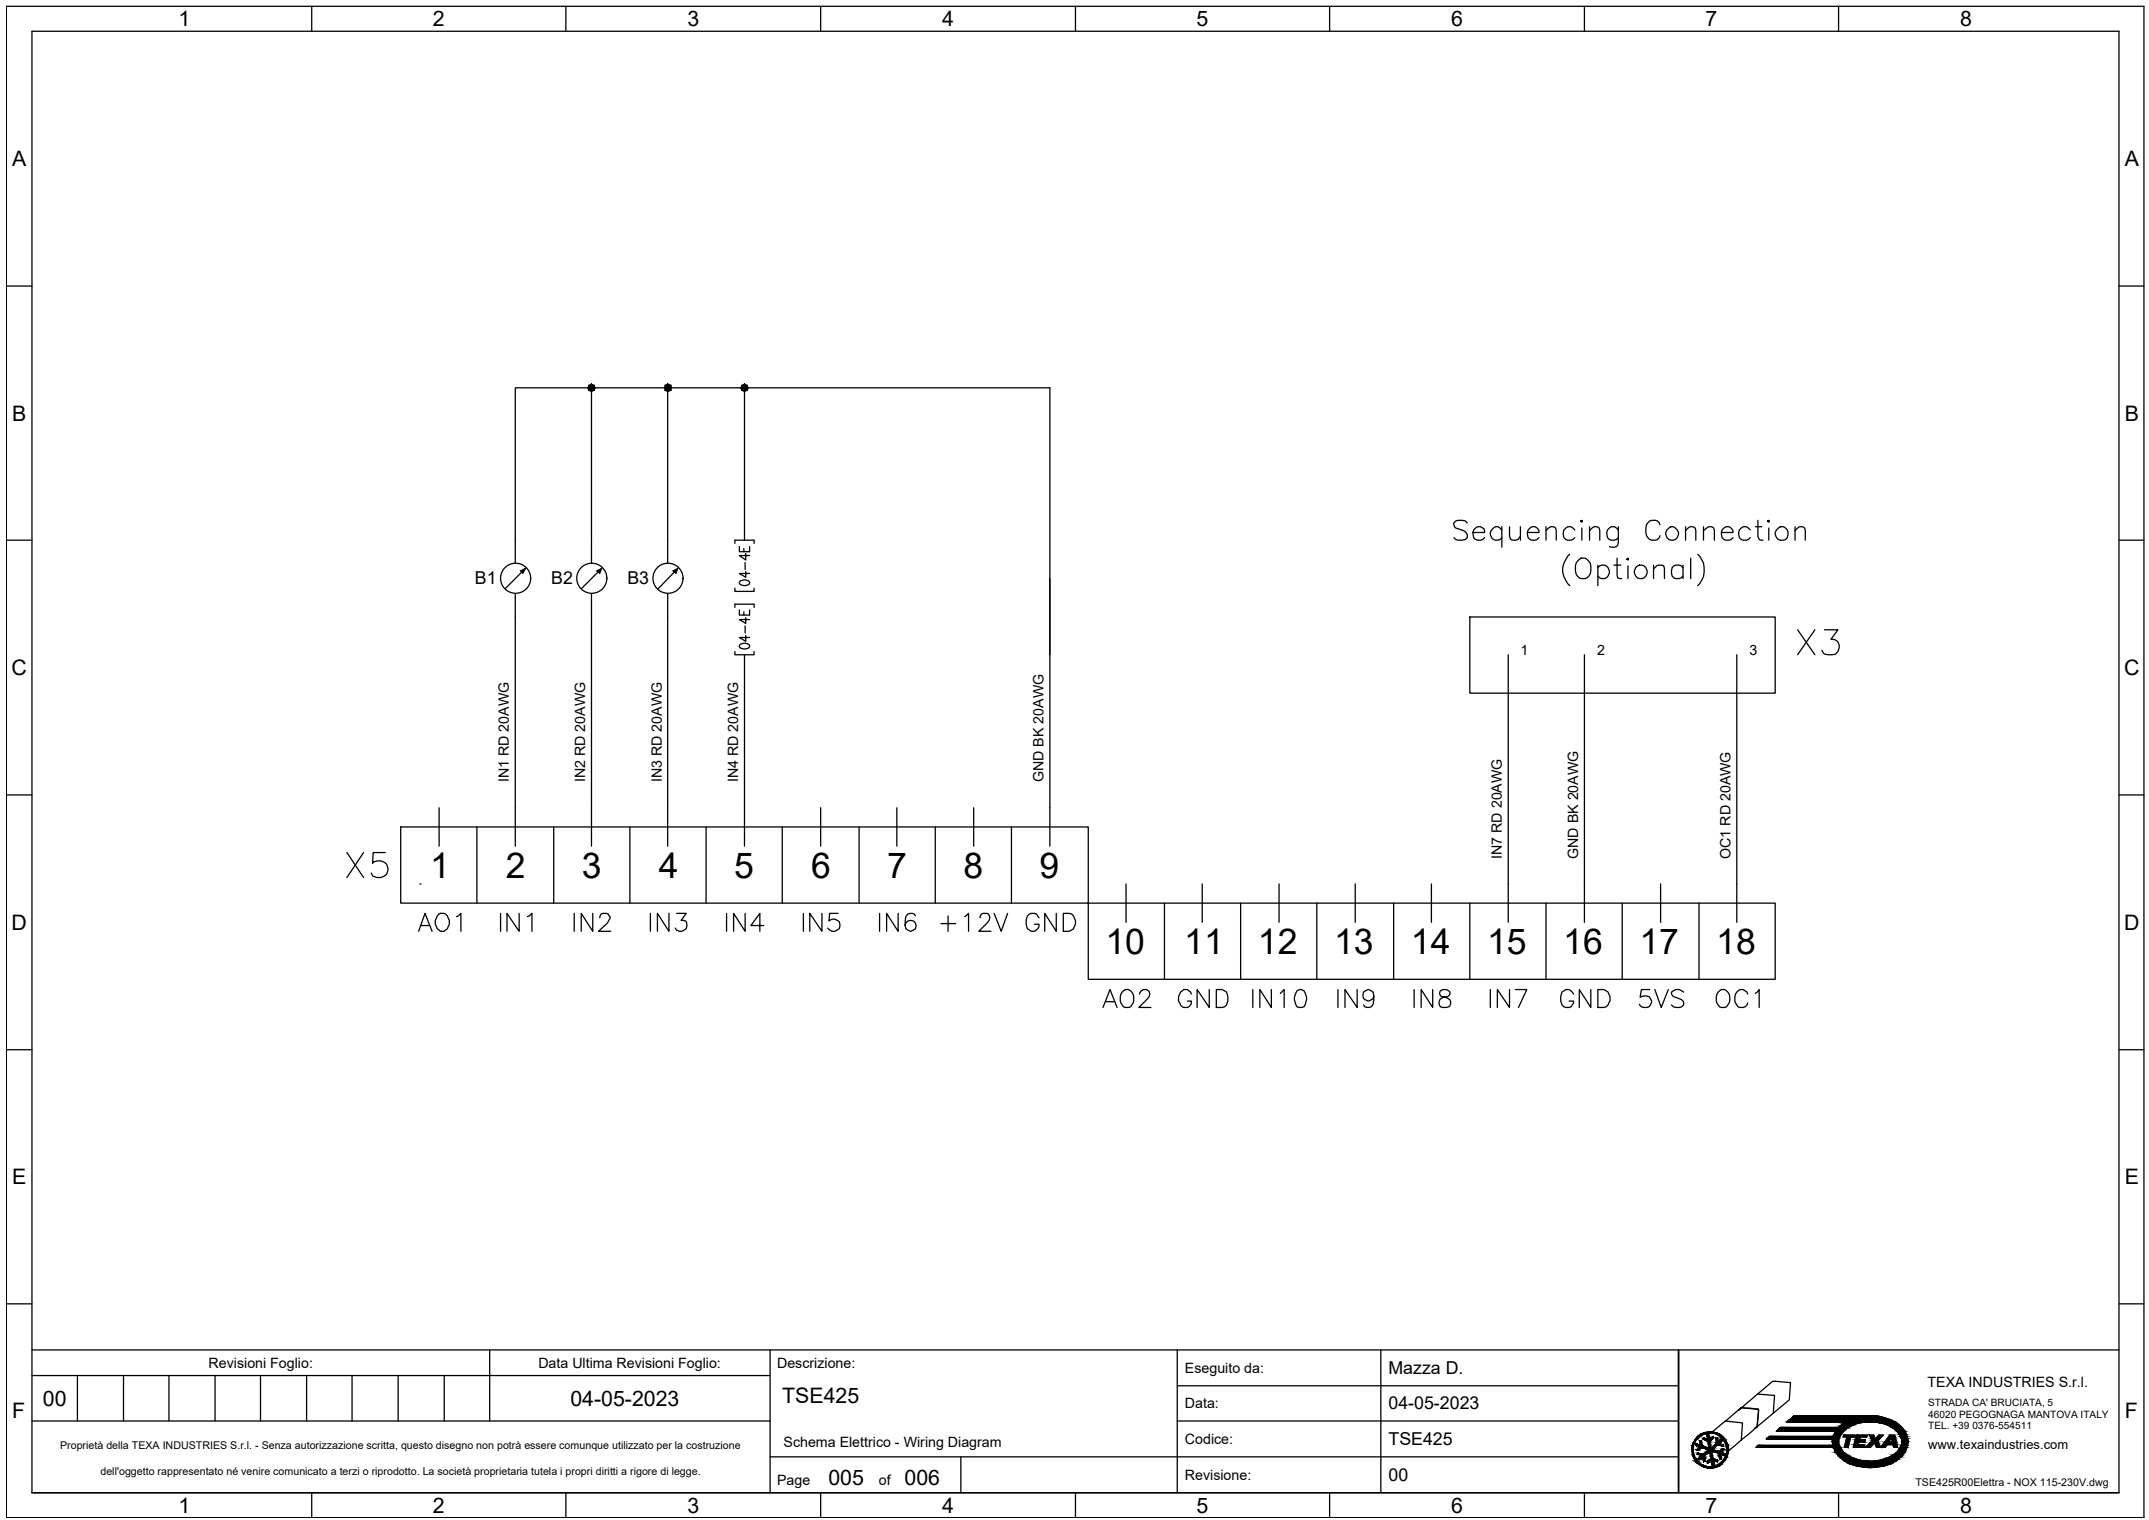 1 2 3 4 5 6 7 8
A A
B B
Sequencing Connection
(Optional)
B1 B2 B3 [04-4E] [04-4E]
X3
1 2 3
C C
IN1 RD 20AWG
IN2 RD 20AWG
IN3 RD 20AWG
IN4 RD 20AWG
GND BK 20AWG
IN7 RD 20AWG
GND BK 20AWG
OC1 RD 20AWG
X5 1 2 3 4 5 6 7 8 9
AO1 IN1 IN2 IN3 IN4 IN5 IN6 +12V GND
D D
10 11 12 13 14 15 16 17 18
AO2 GND IN10 IN9 IN8 IN7 GND 5VS OC1
E E
F F
Revisioni Foglio:
00
Data Ultima Revisioni Foglio:
04-05-2023
Proprietà della TEXA INDUSTRIES S.r.l. - Senza autorizzazione scritta, questo disegno non potrà essere comunque utilizzato per la costruzione
dell'oggetto rappresentato né venire comunicato a terzi o riprodotto. La società proprietaria tutela i propri diritti a rigore di legge.
Descrizione:
TSE425
Schema Elettrico - Wiring Diagram
Page 005 of 006
Eseguito da: Mazza D.
Data: 04-05-2023
Codice: TSE425
Revisione: 00
TEXA
TEXA INDUSTRIES S.r.l.
STRADA CA' BRUCIATA, 5
46020 PEGOGNAGA MANTOVA ITALY
TEL. +39 0376-554511
www.texaindustries.com
TSE425R00Elettra - NOX 115-230V.dwg
1 2 3 4 5 6 7 8